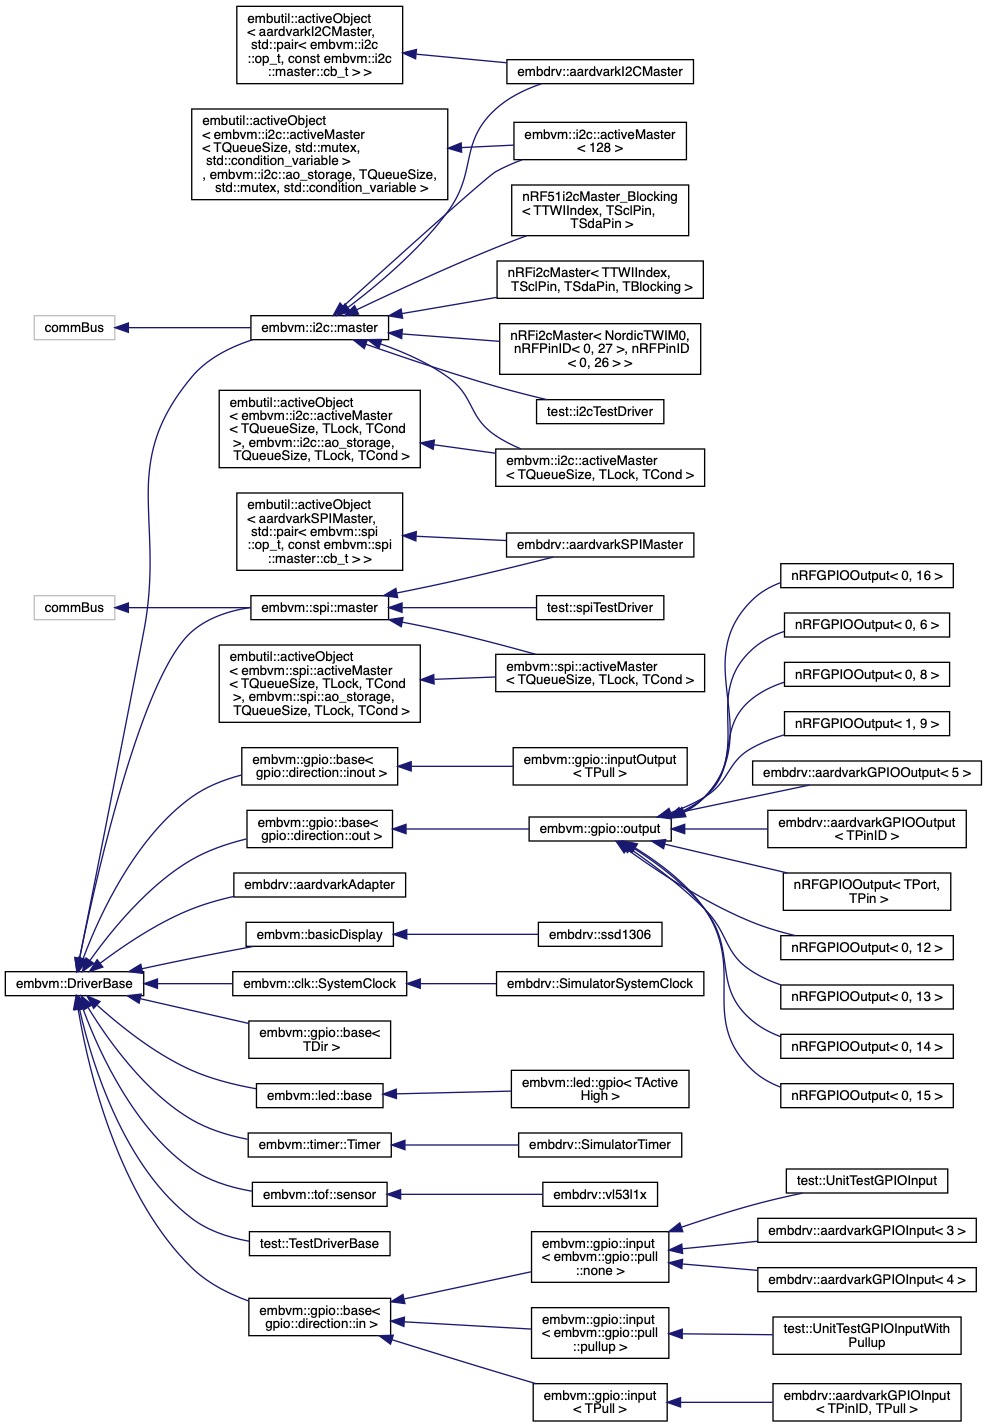 embutil::activeObject
< aardvarkI2CMaster,
std::pair< embvm::i2c
::op_t, const embvm::i2c
::master::cb_t > >
embdrv::aardvarkI2CMaster
embutil::activeObject
< embvm::i2c::activeMaster
< TQueueSize, std::mutex,
std::condition_variable >
, embvm::i2c::ao_storage, TQueueSize,
std::mutex, std::condition_variable >
embvm::i2c::activeMaster
< 128 >
nRF51i2cMaster_Blocking
< TTWIIndex, TSclPin,
TSdaPin >
nRFi2cMaster< TTWIIndex,
TSclPin, TSdaPin, TBlocking >
commBus
embvm::i2c::master
nRFi2cMaster< NordicTWIM0,
nRFPinID< 0, 27 >, nRFPinID
< 0, 26 > >
test::i2cTestDriver
embutil::activeObject
< embvm::i2c::activeMaster
< TQueueSize, TLock, TCond
>, embvm::i2c::ao_storage,
TQueueSize, TLock, TCond >
embvm::i2c::activeMaster
< TQueueSize, TLock, TCond >
embutil::activeObject
< aardvarkSPIMaster,
std::pair< embvm::spi
::op_t, const embvm::spi
::master::cb_t > >
embdrv::aardvarkSPIMaster
commBus
embvm::spi::master
test::spiTestDriver
embutil::activeObject
< embvm::spi::activeMaster
< TQueueSize, TLock, TCond
>, embvm::spi::ao_storage,
TQueueSize, TLock, TCond >
embvm::spi::activeMaster
< TQueueSize, TLock, TCond >
nRFGPIOOutput< 0, 16 >
nRFGPIOOutput< 0, 6 >
nRFGPIOOutput< 0, 8 >
nRFGPIOOutput< 1, 9 >
embvm::gpio::base<
gpio::direction::inout >
embvm::gpio::inputOutput
< TPull >
embdrv::aardvarkGPIOOutput< 5 >
embvm::gpio::base<
gpio::direction::out >
embvm::gpio::output
embdrv::aardvarkGPIOOutput
< TPinID >
embdrv::aardvarkAdapter
nRFGPIOOutput< TPort,
TPin >
embvm::basicDisplay
embdrv::ssd1306
nRFGPIOOutput< 0, 12 >
embvm::DriverBase
embvm::clk::SystemClock
embdrv::SimulatorSystemClock
nRFGPIOOutput< 0, 13 >
embvm::gpio::base<
TDir >
nRFGPIOOutput< 0, 14 >
embvm::led::base
embvm::led::gpio< TActive
High >
nRFGPIOOutput< 0, 15 >
embvm::timer::Timer
embdrv::SimulatorTimer
embvm::tof::sensor
embdrv::vl53l1x
test::UnitTestGPIOInput
test::TestDriverBase
embvm::gpio::input
< embvm::gpio::pull
::none >
embdrv::aardvarkGPIOInput< 3 >
embdrv::aardvarkGPIOInput< 4 >
embvm::gpio::base<
gpio::direction::in >
embvm::gpio::input
< embvm::gpio::pull
::pullup >
test::UnitTestGPIOInputWith
Pullup
embvm::gpio::input
< TPull >
embdrv::aardvarkGPIOInput
< TPinID, TPull >